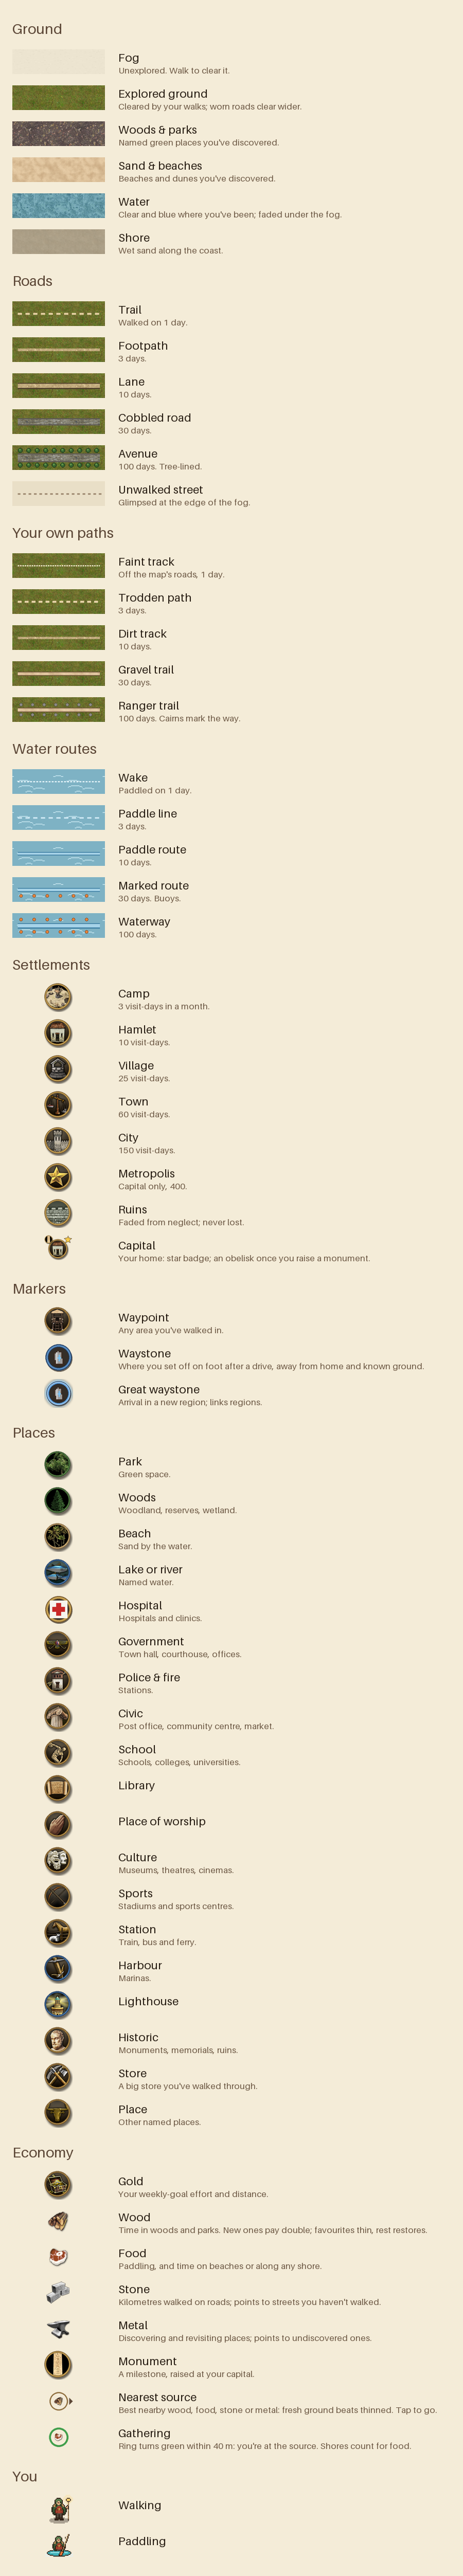 Ground
Fog
Unexplored. Walk to clear it.
Explored ground
Cleared by your walks; worn roads clear wider.
Woods & parks
Named green places you've discovered.
Sand & beaches
Beaches and dunes you've discovered.
Water
Clear and blue where you've been; faded under the fog.
Shore
Wet sand along the coast.
Roads
Trail
Walked on 1 day.
Footpath
3 days.
Lane
10 days.
Cobbled road
30 days.
Avenue
100 days. Tree-lined.
Unwalked street
Glimpsed at the edge of the fog.
Your own paths
Faint track
Off the map's roads, 1 day.
Trodden path
3 days.
Dirt track
10 days.
Gravel trail
30 days.
Ranger trail
100 days. Cairns mark the way.
Water routes
Wake
Paddled on 1 day.
Paddle line
3 days.
Paddle route
10 days.
Marked route
30 days. Buoys.
Waterway
100 days.
Settlements
Camp
3 visit-days in a month.
Hamlet
10 visit-days.
Village
25 visit-days.
Town
60 visit-days.
City
150 visit-days.
Metropolis
Capital only, 400.
Ruins
Faded from neglect; never lost.
Capital
Your home: star badge; an obelisk once you raise a monument.
Markers
Waypoint
Any area you've walked in.
Waystone
Where you set off on foot after a drive, away from home and known ground.
Great waystone
Arrival in a new region; links regions.
Places
Park
Green space.
Woods
Woodland, reserves, wetland.
Beach
Sand by the water.
Lake or river
Named water.
Hospital
Hospitals and clinics.
Government
Town hall, courthouse, offices.
Police & fire
Stations.
Civic
Post office, community centre, market.
School
Schools, colleges, universities.
Library
Place of worship
Culture
Museums, theatres, cinemas.
Sports
Stadiums and sports centres.
Station
Train, bus and ferry.
Harbour
Marinas.
Lighthouse
Historic
Monuments, memorials, ruins.
Store
A big store you've walked through.
Place
Other named places.
Economy
Gold
Your weekly-goal effort and distance.
Wood
Time in woods and parks. New ones pay double; favourites thin, rest restores.
Food
Paddling, and time on beaches or along any shore.
Stone
Kilometres walked on roads; points to streets you haven't walked.
Metal
Discovering and revisiting places; points to undiscovered ones.
Monument
A milestone, raised at your capital.
Nearest source
Best nearby wood, food, stone or metal: fresh ground beats thinned. Tap to go.
Gathering
Ring turns green within 40 m: you're at the source. Shores count for food.
You
Walking
Paddling